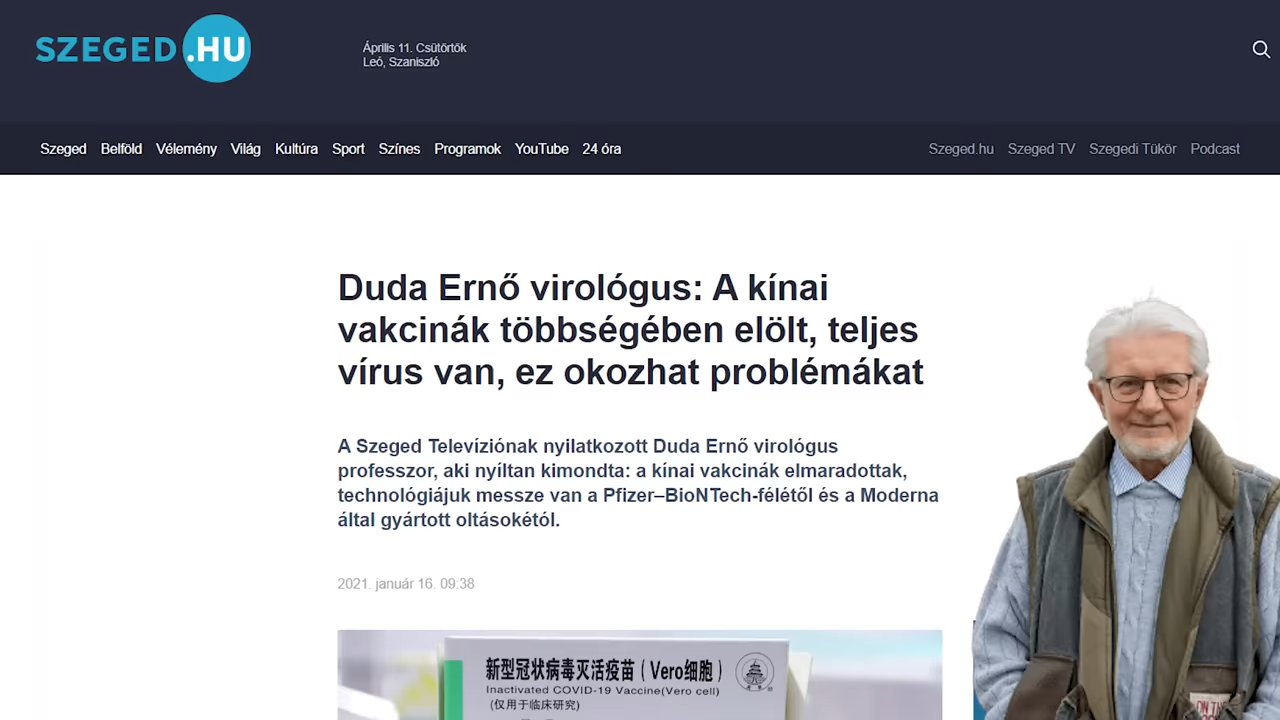 SZEGED.HU
Április 11. Csütörtök
Leó, Szaniszló
Szeged Belföld Vélemény Világ Kultúra Sport Színes Programok YouTube 24 óra
Szeged.hu Szeged TV Szegedi Tükör Podcast
Duda Ernő virológus: A kínai
vakcinák többségében elölt, teljes
vírus van, ez okozhat problémákat
A Szeged Televíziónak nyilatkozott Duda Ernő virológus
professzor, aki nyíltan kimondta: a kínai vakcinák elmaradottak,
technológiájuk messze van a Pfizer–BioNTech-félétől és a Moderna
által gyártott oltásokétól.
2021. január 16. 09:38
新型冠状病毒灭活疫苗（Vero细胞）
Inactivated COVID-19 Vaccine(Vero cell)
(仅用于临床研究)